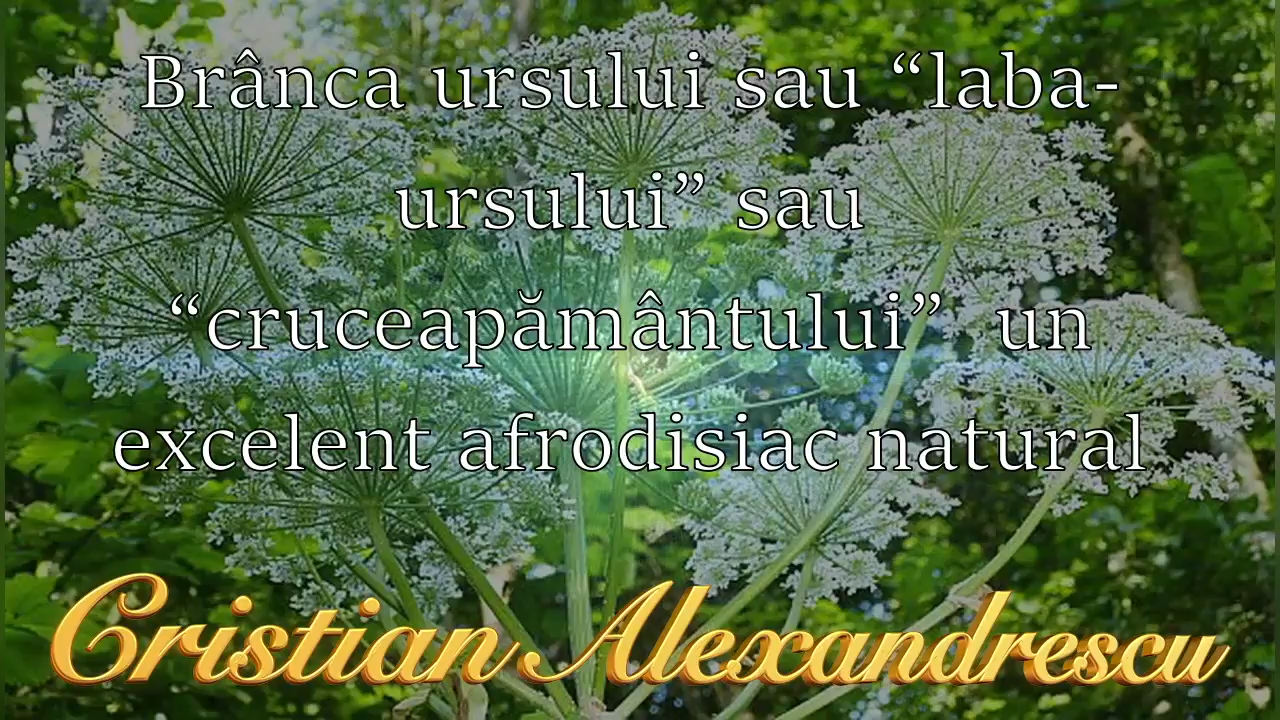 Brânca ursului sau “laba-
ursului” sau
“cruceapământului” un
excelent afrodisiac natural
Cristian Alexandrescu